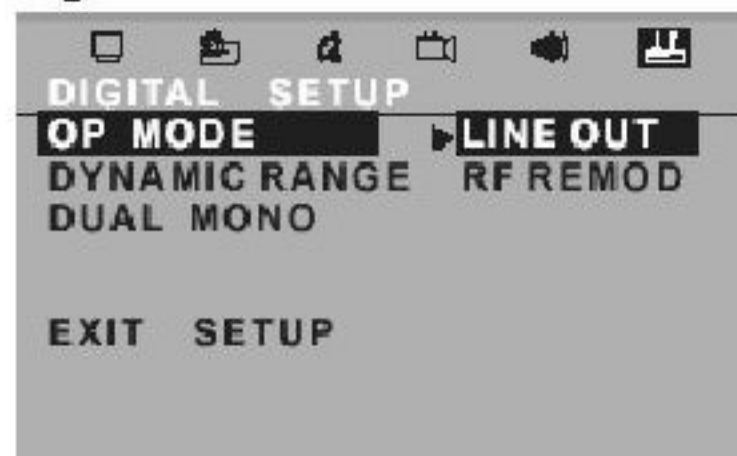 DIGITAL SETUP
OP MODE LINE OUT
DYNAMIC RANGE RF REMOD
DUAL MONO
EXIT SETUP